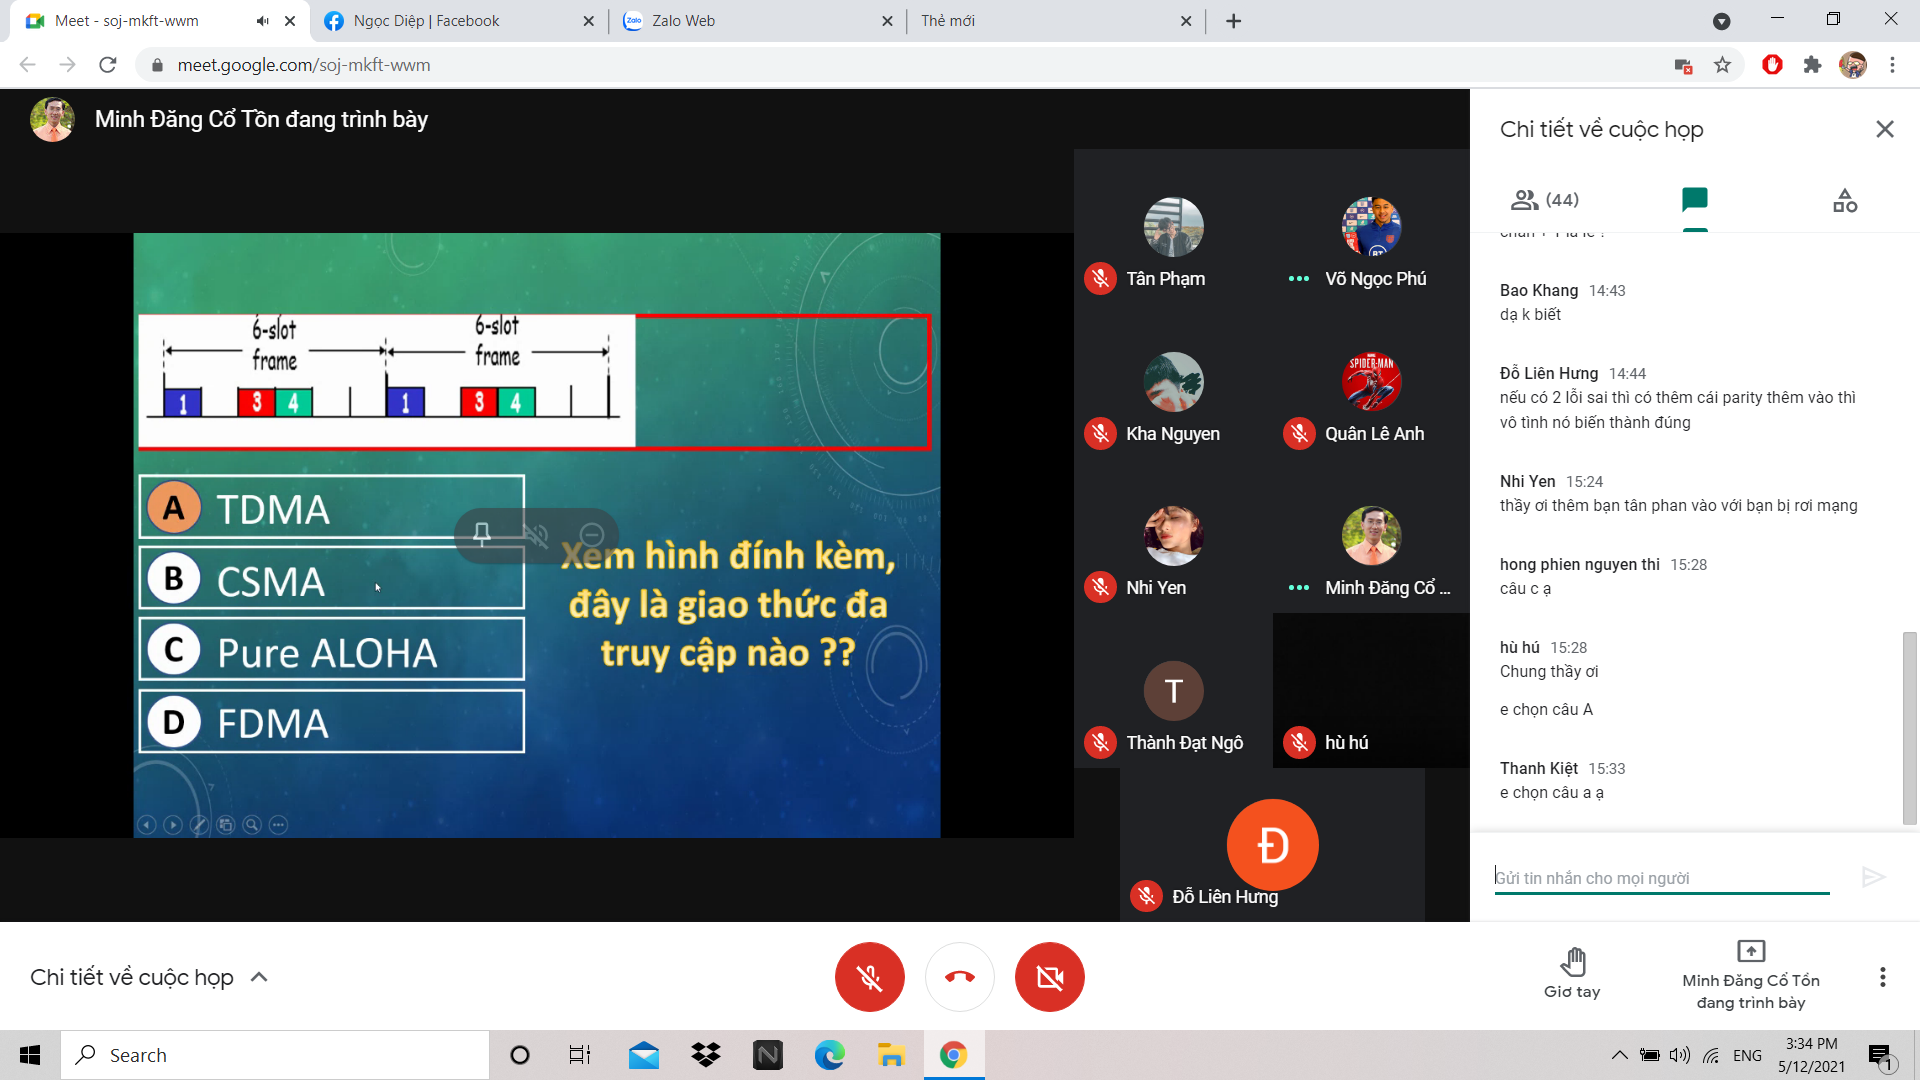 Meet - soj-mkft-wwm
Ngọc Diệp | Facebook
Zalo Web
Thẻ mới
meet.google.com/soj-mkft-wwm
Minh Đăng Cổ Tồn đang trình bày
6-slot
frame
6-slot
frame
1
3
4
1
3
4
A TDMA
B CSMA
C Pure ALOHA
D FDMA
Xem hình đính kèm,
đây là giao thức đa
truy cập nào ??
Tân Phạm
Võ Ngọc Phú
Kha Nguyen
SPIDER-MAN
Quân Lê Anh
Nhi Yen
Minh Đăng Cổ ...
T
Thành Đạt Ngô
hù hú
Đ
Đỗ Liên Hưng
Chi tiết về cuộc họp
(44)
Bao Khang 14:43
dạ k biết
Đỗ Liên Hưng 14:44
nếu có 2 lỗi sai thì có thêm cái parity thêm vào thì
vô tình nó biến thành đúng
Nhi Yen 15:24
thầy ơi thêm bạn tân phan vào với bạn bị rơi mạng
hong phien nguyen thi 15:28
câu c ạ
hù hú 15:28
Chung thầy ơi
e chọn câu A
Thanh Kiệt 15:33
e chọn câu a ạ
Gửi tin nhắn cho mọi người
Chi tiết về cuộc họp
Giơ tay
Minh Đăng Cổ Tồn
đang trình bày
Search
ENG
3:34 PM
5/12/2021
1